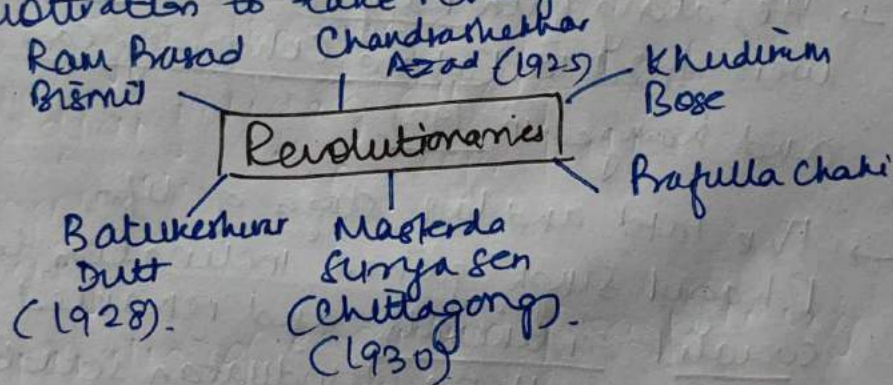 to
Ram Prasad
Bismil
Chandrashekhar
Azad (1925)
Khudiram
Bose
Revolutionaries
Prafulla Chaki
Batukeshwar
Dutt
(1928).
Masterda
Surya Sen
(Chittagong).
(1930)